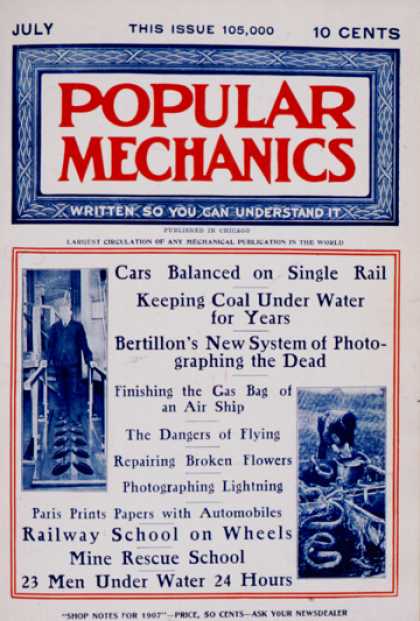 JULY
THIS ISSUE 105,000
10 CENTS
POPULAR
MECHANICS
WRITTEN SO YOU CAN UNDERSTAND IT
PUBLISHED IN CHICAGO
LARGEST CIRCULATION OF ANY MECHANICAL PUBLICATION IN THE WORLD
Cars Balanced on Single Rail
Keeping Coal Under Water
for Years
Bertillon's New System of Photo-
graphing the Dead
Finishing the Gas Bag of
an Air Ship
The Dangers of Flying
Repairing Broken Flowers
Photographing Lightning
Paris Prints Papers with Automobiles
Railway School on Wheels
Mine Rescue School
23 Men Under Water 24 Hours
"SHOP NOTES FOR 1907"—PRICE, 50 CENTS—ASK YOUR NEWSDEALER